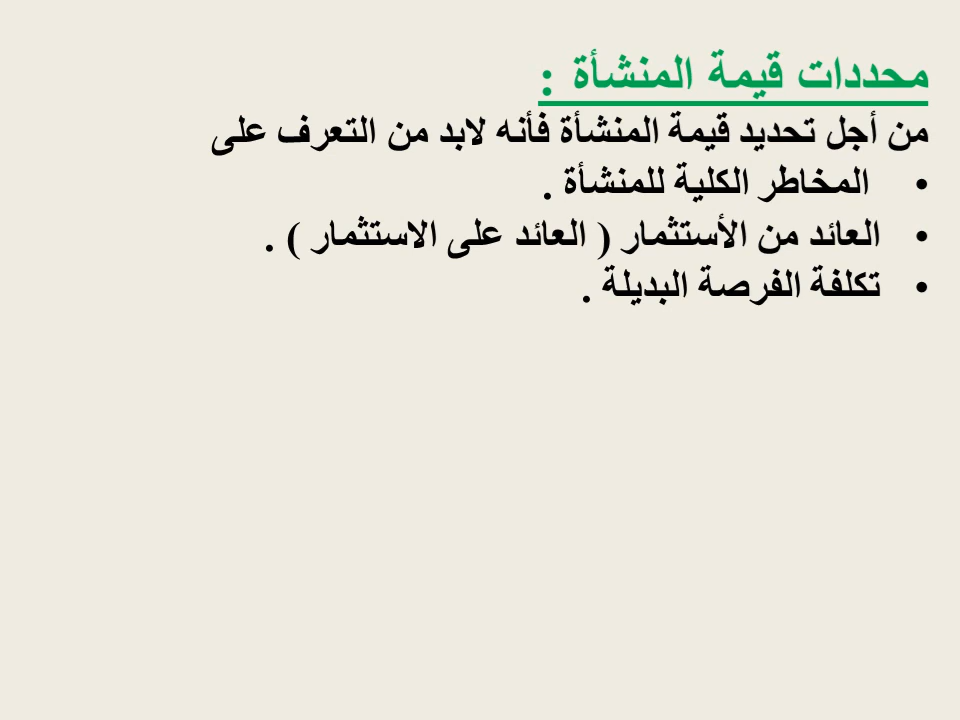 محددات قيمة المنشأة :
من أجل تحديد قيمة المنشأة فأنه لابد من التعرف على
• المخاطر الكلية للمنشأة .
• العائد من الأستثمار ( العائد على الاستثمار ) .
• تكلفة الفرصة البديلة .